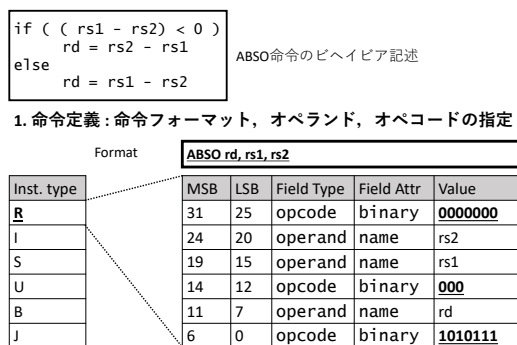 if ( ( rs1 - rs2) < 0 )
rd = rs2 - rs1
else
rd = rs1 - rs2
ABSO命令のビヘイビア記述
1. 命令定義 : 命令フォーマット，オペランド，オペコードの指定
Format
ABSO rd, rs1, rs2
Inst. type
R
I
S
U
B
J
MSB LSB Field Type Field Attr Value
31 25 opcode binary 0000000
24 20 operand name rs2
19 15 operand name rs1
14 12 opcode binary 000
11 7 operand name rd
6 0 opcode binary 1010111